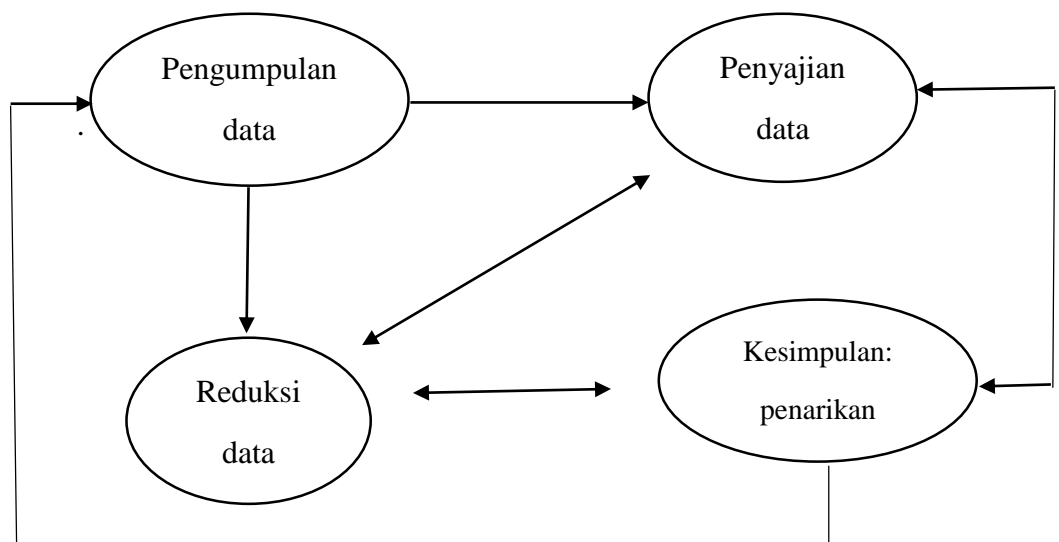 Pengumpulan
data
Penyajian
data
Reduksi
data
Kesimpulan:
penarikan